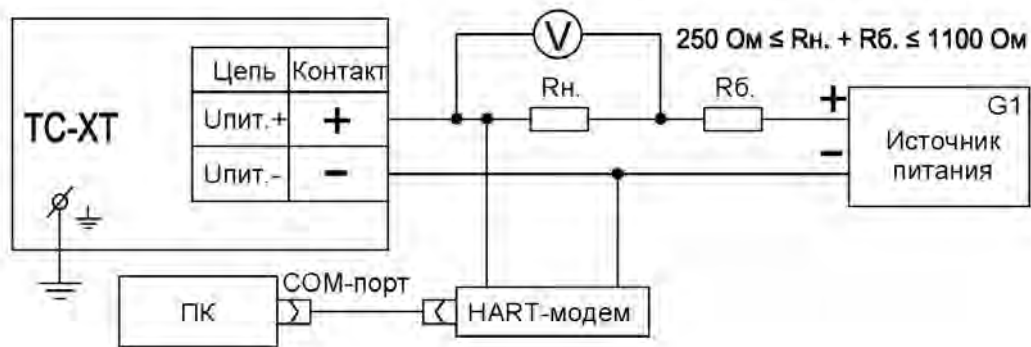 ТС-ХТ
Цепь Контакт
Uпит.+ +
Uпит.- -
V
250 Ом ≤ Rн. + Rб. ≤ 1100 Ом
Rн.
Rб.
+
-
G1
Источник
питания
ПК
COM-порт
HART-модем